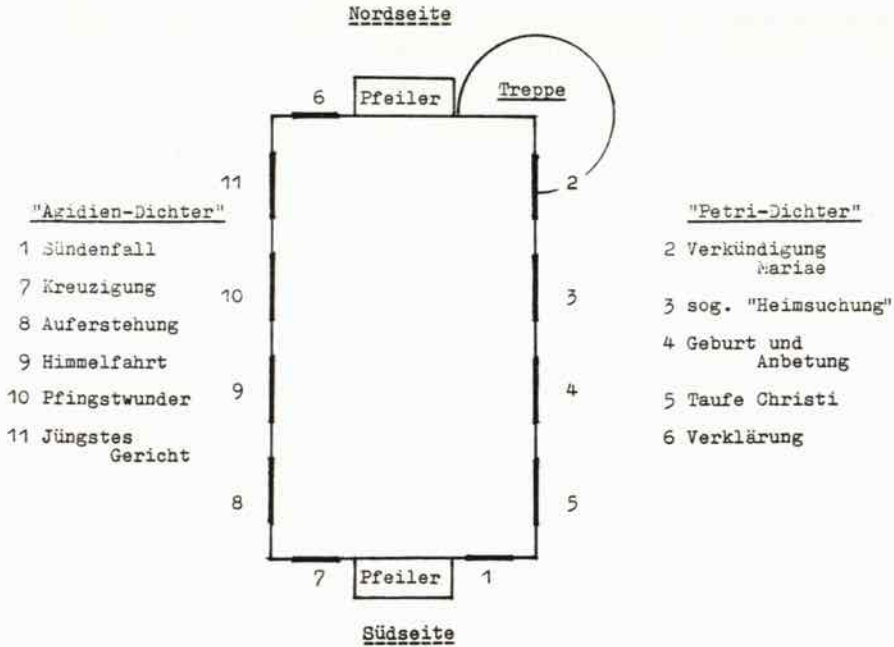 Nordseite
6
Pfeiler
Treppe
11
2
"Agidien-Dichter"
1 Sündenfall
7 Kreuzigung
8 Auferstehung
9 Himmelfahrt
10 Pfingstwunder
11 Jüngstes
Gericht
10
9
8
3
4
5
"Petri-Dichter"
2 Verkündigung
Mariae
3 sog. "Heimsuchung"
4 Geburt und
Anbetung
5 Taufe Christi
6 Verklärung
7
Pfeiler
1
Südseite